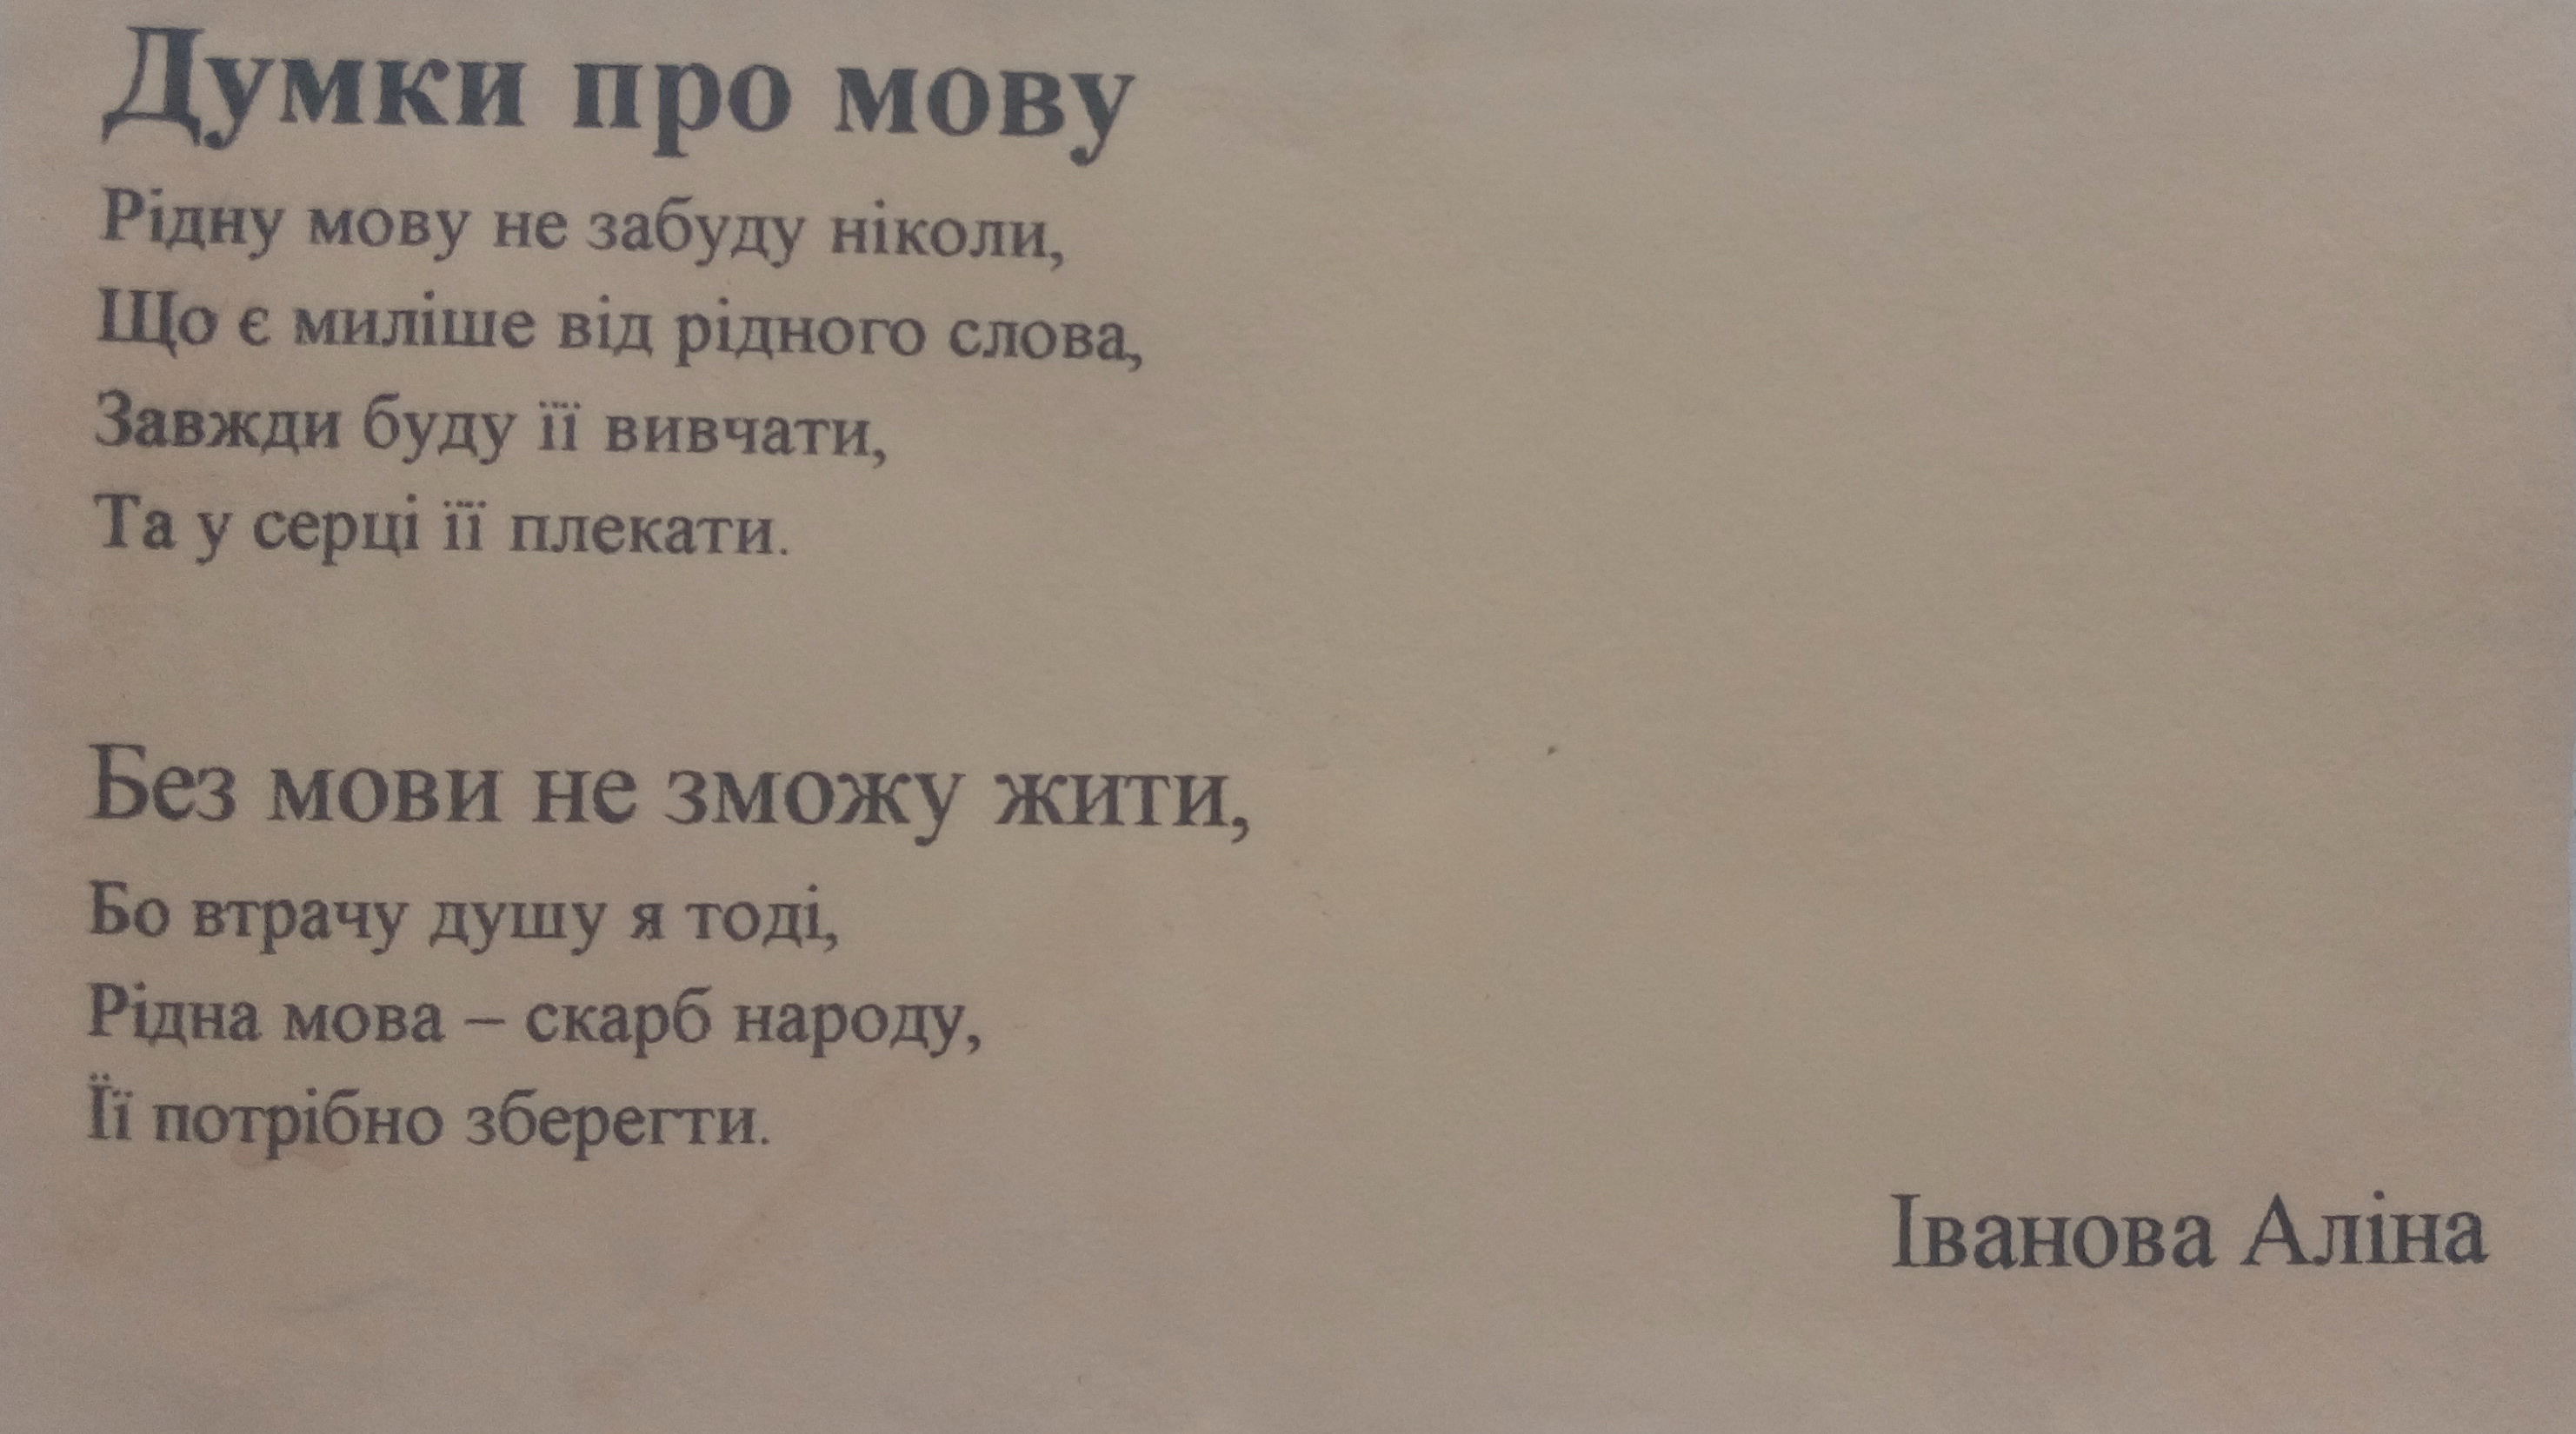 Думки про мову
Рідну мову не забуду ніколи,
Що є миліше від рідного слова,
Завжди буду її вивчати,
Та у серці її плекати.
Без мови не зможу жити,
Бо втрачу душу я тоді,
Рідна мова – скарб народу,
Її потрібно зберегти.
Іванова Аліна